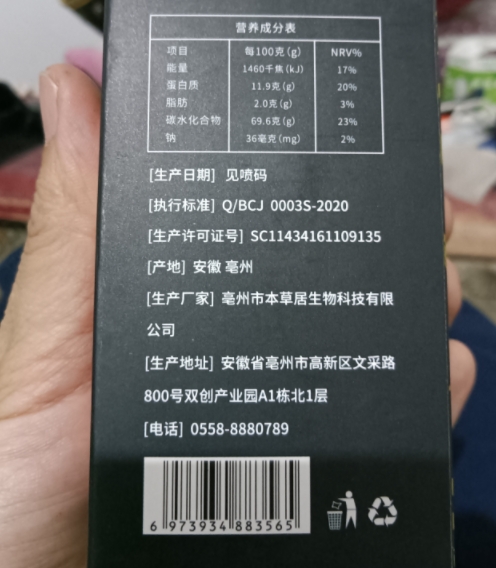 营养成分表
项目 每100克(g) NRV%
能量 1460千焦(kJ) 17%
蛋白质 11.9克(g) 20%
脂肪 2.0克(g) 3%
碳水化合物 69.6克(g) 23%
钠 36毫克(mg) 2%
[生产日期] 见喷码
[执行标准] Q/BCJ 0003S-2020
[生产许可证号] SC11434161109135
[产地] 安徽 亳州
[生产厂家] 亳州市本草居生物科技有限
公司
[生产地址] 安徽省亳州市高新区文采路
800号双创产业园A1栋北1层
[电话] 0558-8880789
6 973934 883565